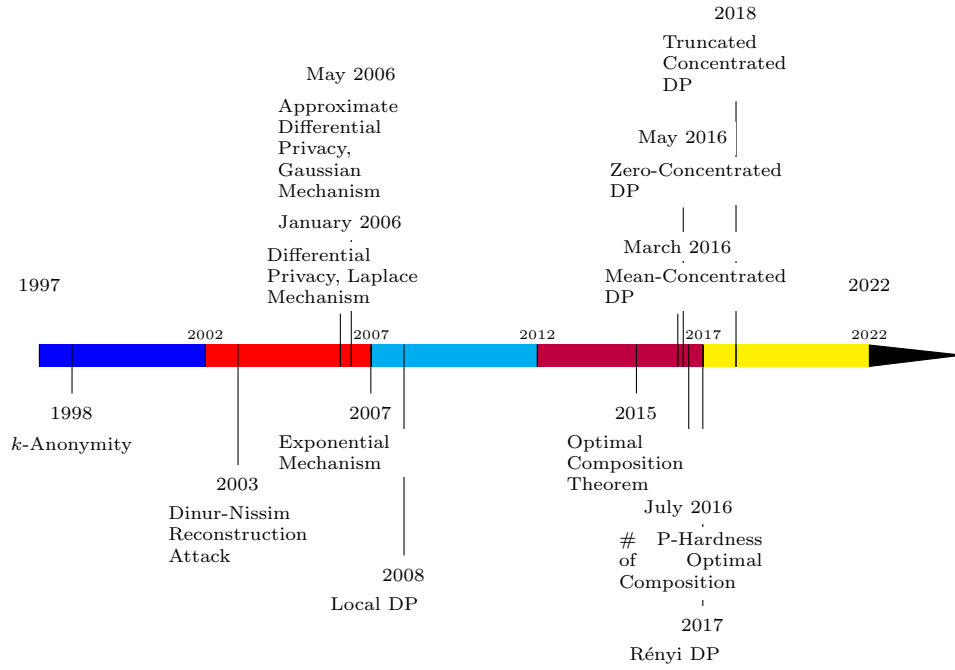 2018
Truncated
Concentrated
DP
May 2006
Approximate
Differential
Privacy,
Gaussian
Mechanism
May 2016
Zero-Concentrated
DP
January 2006
Differential
Privacy, Laplace
Mechanism
March 2016
Mean-Concentrated
DP
1997
2022
2002
2007
2012
2017
2022
1998
k-Anonymity
2003
Dinur-Nissim
Reconstruction
Attack
2007
Exponential
Mechanism
2008
Local DP
2015
Optimal
Composition
Theorem
July 2016
# P-Hardness
of Optimal
Composition
2017
Rényi DP